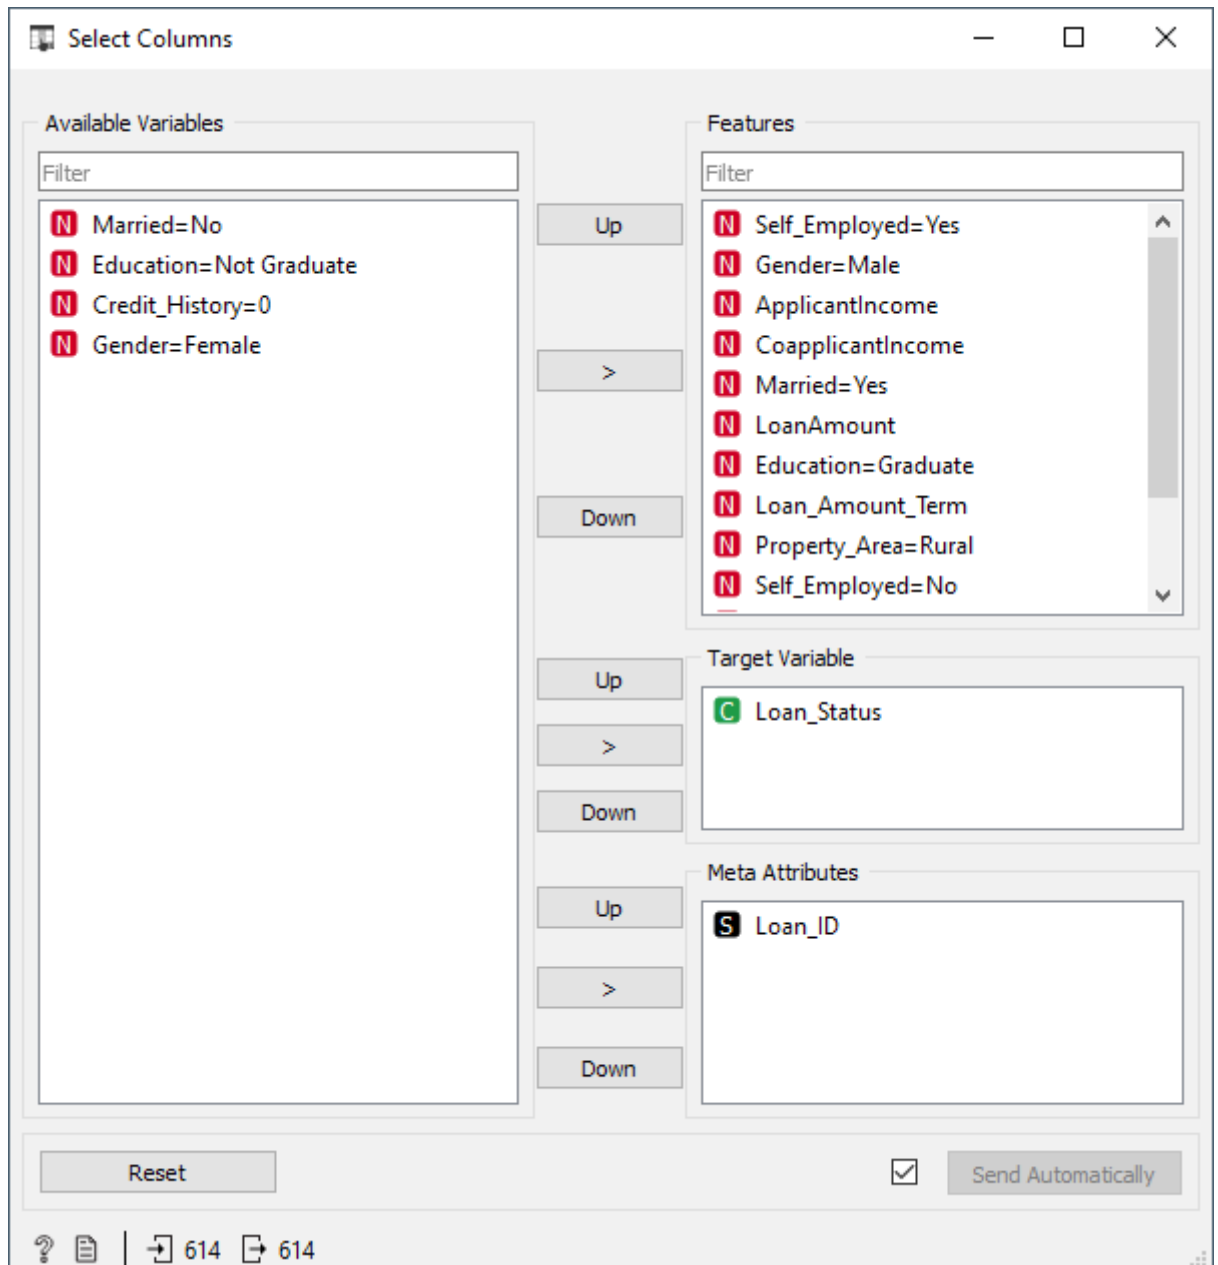 Select Columns
Available Variables
Filter
N Married=No
N Education=Not Graduate
N Credit_History=0
N Gender=Female
Up
>
Down
Up
>
Down
Up
>
Down
Features
Filter
N Self_Employed=Yes
N Gender=Male
N ApplicantIncome
N CoapplicantIncome
N Married=Yes
N LoanAmount
N Education=Graduate
N Loan_Amount_Term
N Property_Area=Rural
N Self_Employed=No
Target Variable
C Loan_Status
Meta Attributes
S Loan_ID
Reset
Send Automatically
? 614 614